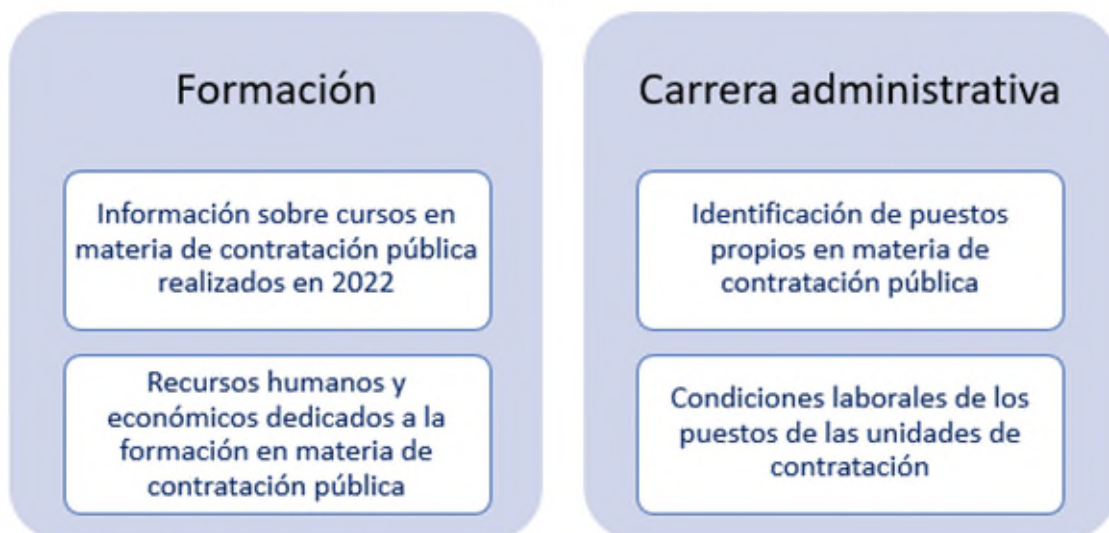 Formación
Información sobre cursos en
materia de contratación pública
realizados en 2022
Recursos humanos y
económicos dedicados a la
formación en materia de
contratación pública
Carrera administrativa
Identificación de puestos
propios en materia de
contratación pública
Condiciones laborales de los
puestos de las unidades de
contratación